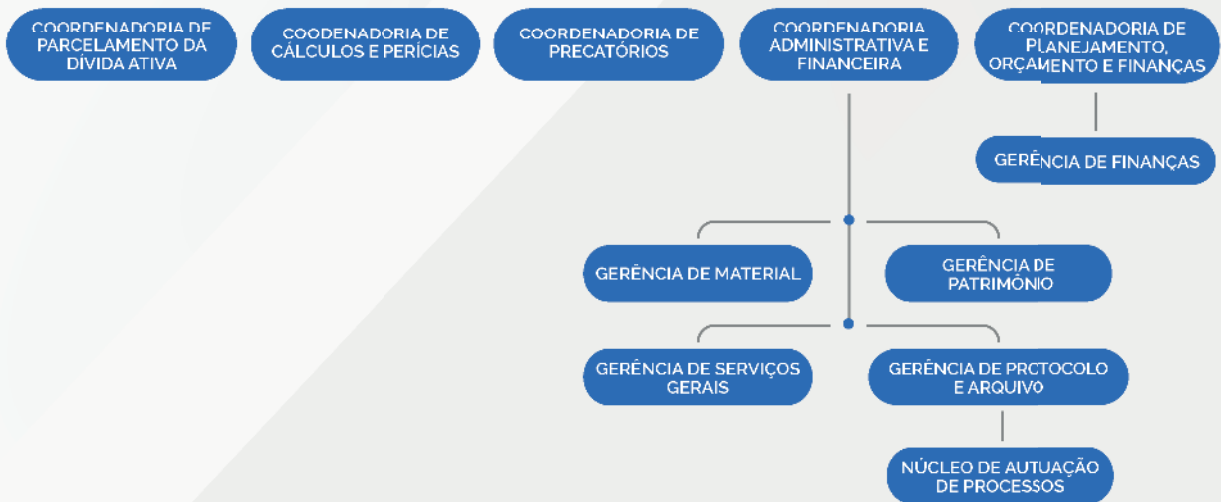 COORDENADORIA DE
PARCELAMENTO DA
DÍVIDA ATIVA
COODENADORIA DE
CÁLCULOS E PERÍCIAS
COORDENADORIA DE
PRECATÓRIOS
COORDENADORIA
ADMINISTRATIVA E
FINANCEIRA
COORDENADORIA DE
PLANEJAMENTO,
ORÇAMENTO E FINANÇAS
GERÊNCIA DE FINANÇAS
GERÊNCIA DE MATERIAL
GERÊNCIA DE
PATRIMÔNIO
GERÊNCIA DE SERVIÇOS
GERAIS
GERÊNCIA DE PROTOCOLO
E ARQUIVO
NÚCLEO DE AUTUAÇÃO
DE PROCESSOS